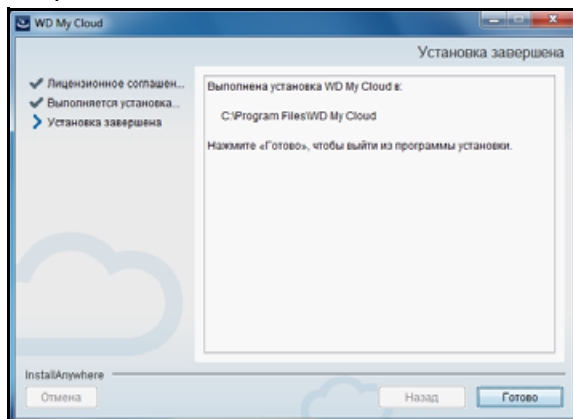 WD My Cloud
Установка завершена
Лицензионное соглашен...
Выполняется установка...
Установка завершена
Выполнена установка WD My Cloud в:
C:\Program Files\WD My Cloud
Нажмите «Готово», чтобы выйти из программы установки.
InstallAnywhere
Отмена
Назад
Готово